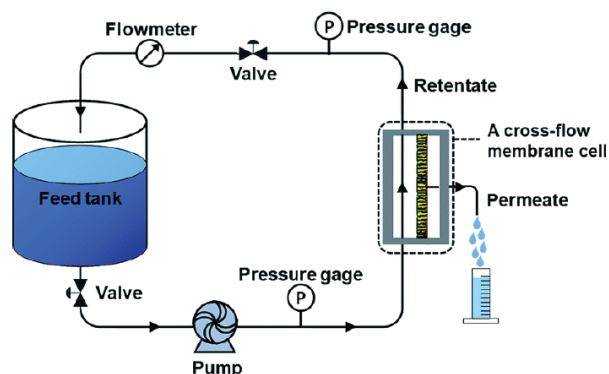 Flowmeter
P
Pressure gage
Valve
Retentate
A cross-flow
membrane cell
Feed tank
Permeate
Pressure gage
Valve
P
Pump